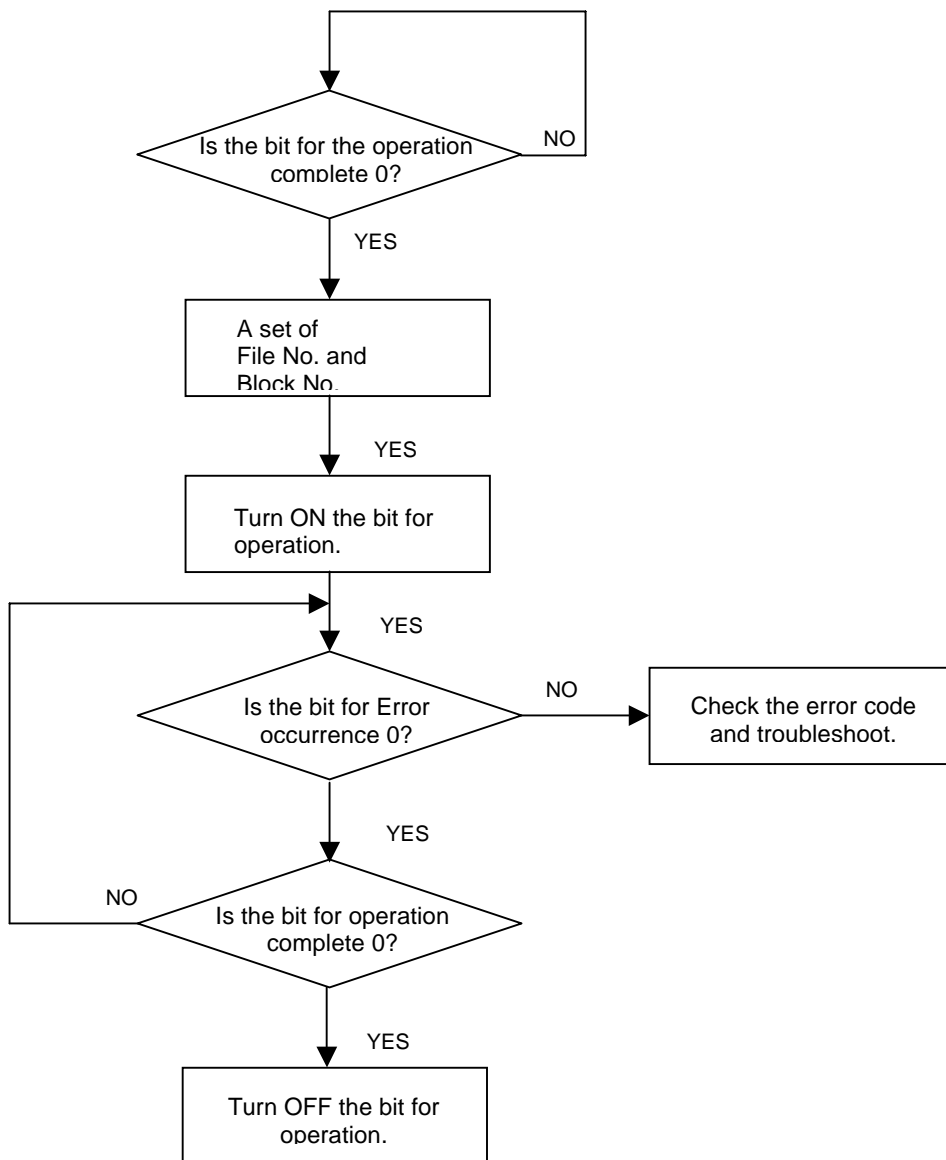 Is the bit for the operation
complete 0?
NO
YES
A set of
File No. and
Block No.
YES
Turn ON the bit for
operation.
YES
Is the bit for Error
occurrence 0?
NO
Check the error code
and troubleshoot.
YES
NO
Is the bit for operation
complete 0?
YES
Turn OFF the bit for
operation.